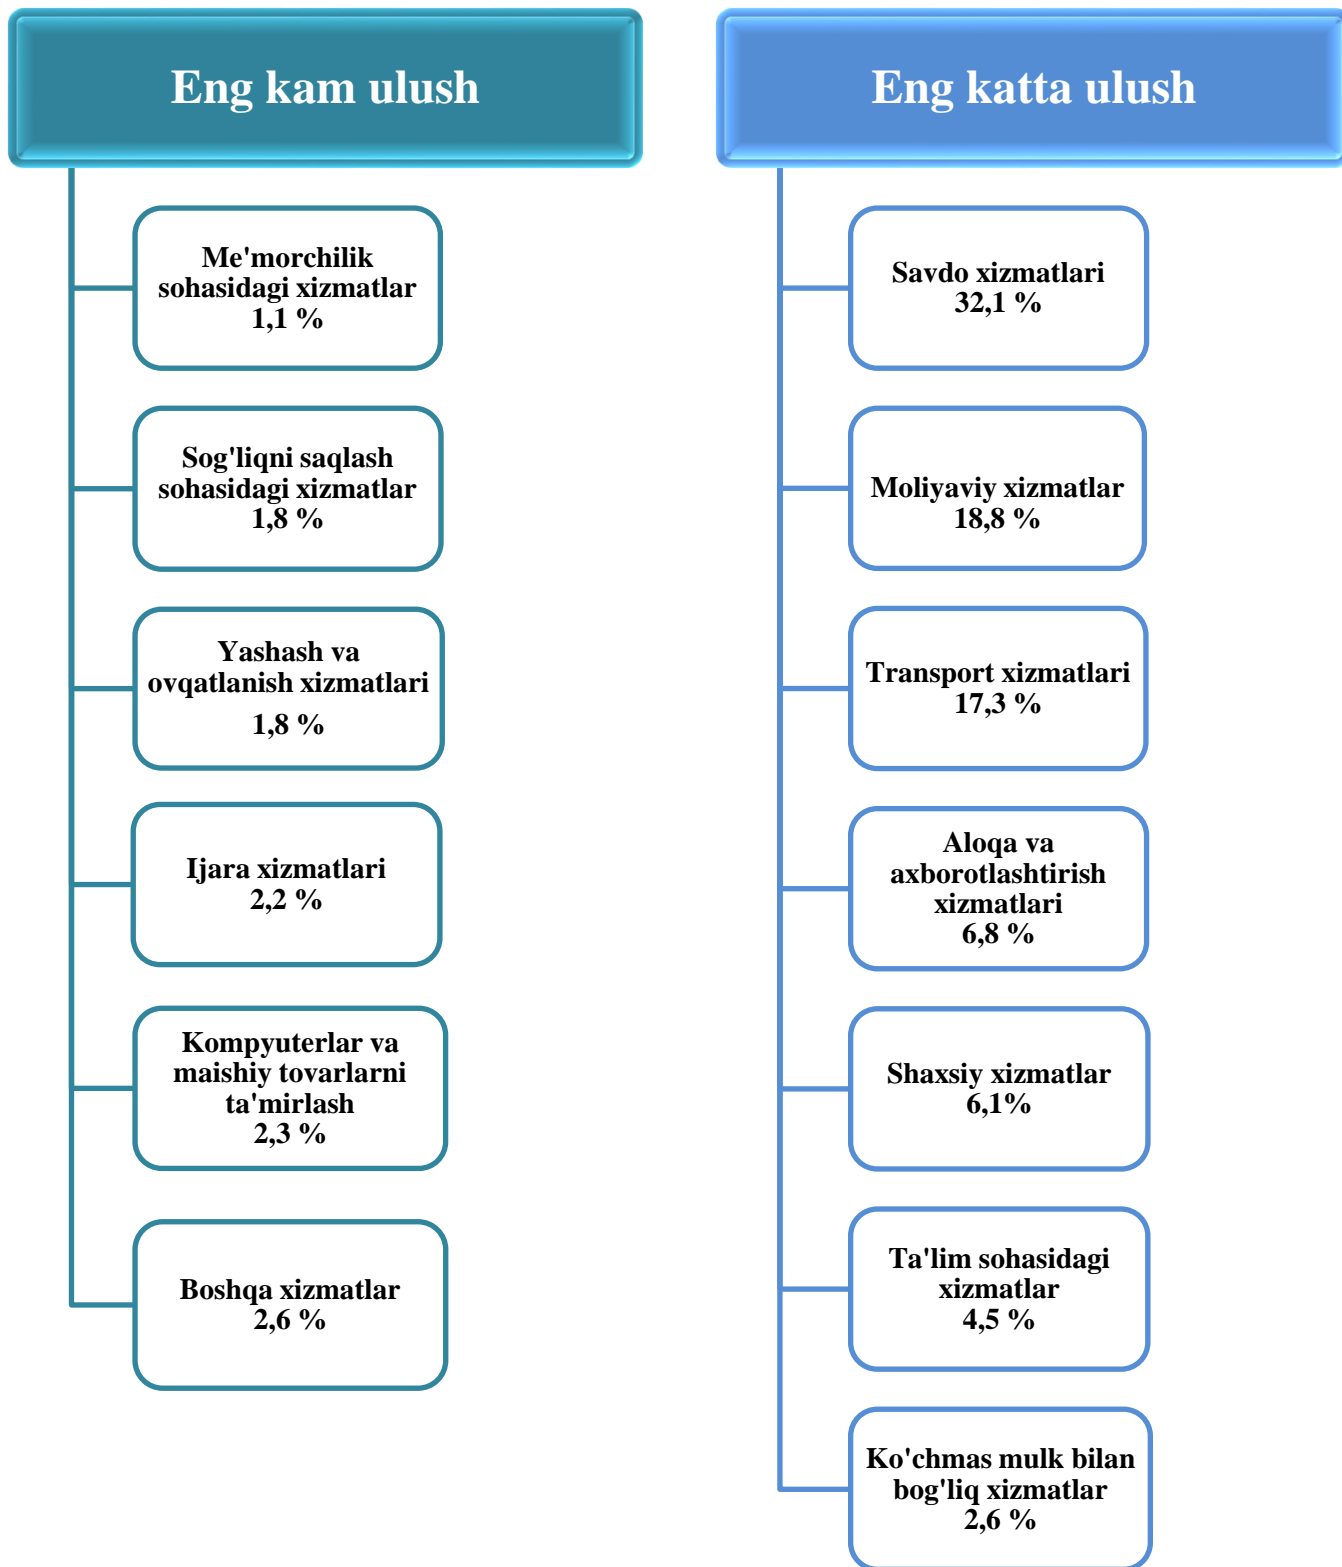 Eng kam ulush
Me'morchilik
sohasidagi xizmatlar
1,1 %
Sog'liqni saqlash
sohasidagi xizmatlar
1,8 %
Yashash va
ovqatlanish xizmatlari
1,8 %
Ijara xizmatlari
2,2 %
Kompyuterlar va
maishiy tovarlarni
ta'mirlash
2,3 %
Boshqa xizmatlar
2,6 %
Eng katta ulush
Savdo xizmatlari
32,1 %
Moliyaviy xizmatlar
18,8 %
Transport xizmatlari
17,3 %
Aloqa va
axborotlashtirish
xizmatlari
6,8 %
Shaxsiy xizmatlar
6,1%
Ta'lim sohasidagi
xizmatlar
4,5 %
Ko'chmas mulk bilan
bog'liq xizmatlar
2,6 %